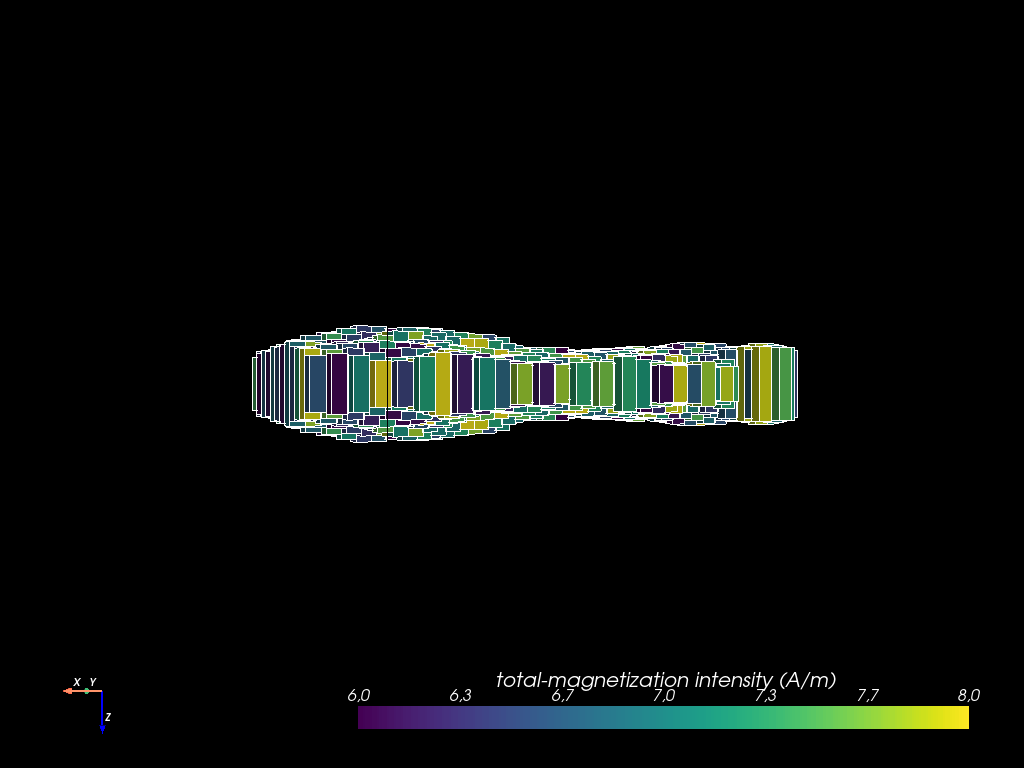 total-magnetization intensity (A/m)
6,0 6,3 6,7 7,0 7,3 7,7 8,0
X Y
Z